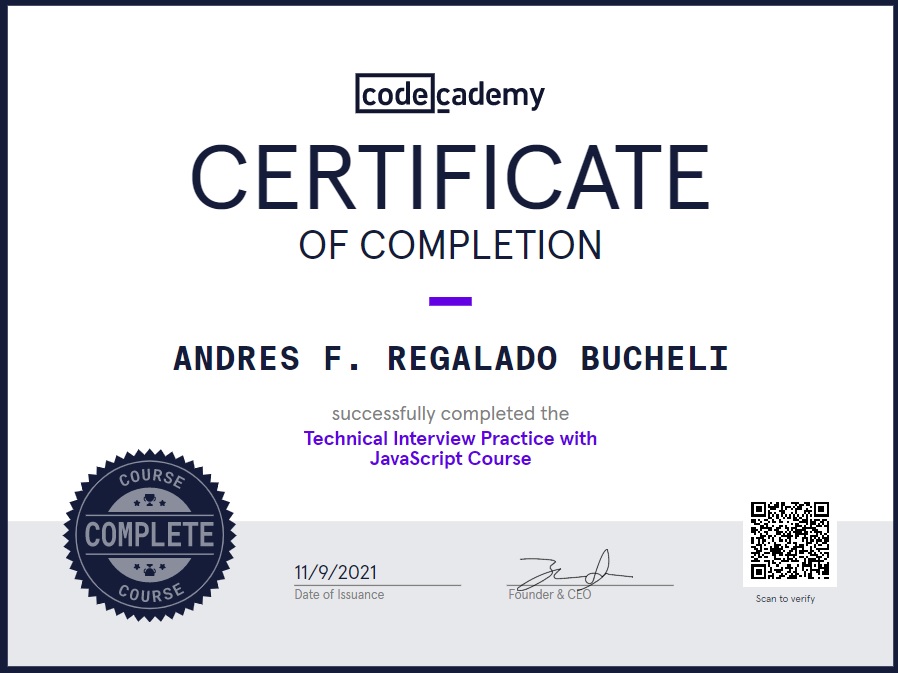 codecademy
CERTIFICATE
OF COMPLETION
ANDRES F. REGALADO BUCHELI
successfully completed the
Technical Interview Practice with
JavaScript Course
COURSE
COMPLETE
COURSE
11/9/2021
Date of Issuance
Founder & CEO
Scan to verify